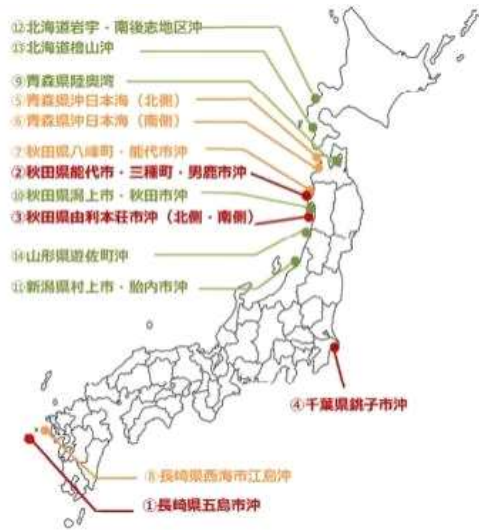 ⑫北海道岩宇・南後志地区沖
⑬北海道檜山沖
⑨青森県陸奥湾
⑤青森県沖日本海（北側）
⑥青森県沖日本海（南側）
⑦秋田県八峰町・能代市沖
②秋田県能代市・三種町・男鹿市沖
⑩秋田県潟上市・秋田市沖
③秋田県由利本荘市沖（北側・南側）
⑭山形県遊佐町沖
⑪新潟県村上市・胎内市沖
④千葉県銚子市沖
⑧長崎県西海市江島沖
①長崎県五島市沖